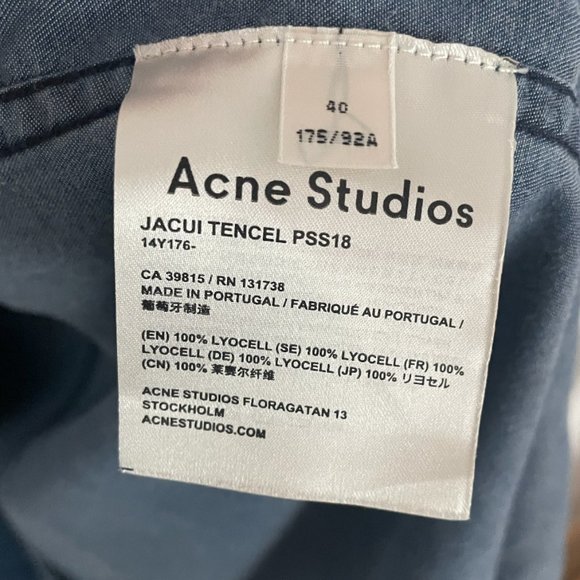 40
175/92A
Acne Studios
JACUI TENCEL PSS18
14Y176-
CA 39815 / RN 131738
MADE IN PORTUGAL / FABRIQUÉ AU PORTUGAL /
葡萄牙制造
(EN) 100% LYOCELL (SE) 100% LYOCELL (FR) 100%
LYOCELL (DE) 100% LYOCELL (JP) 100% リヨセル
(CN) 100% 莱赛尔纤维
ACNE STUDIOS FLORAGATAN 13
STOCKHOLM
ACNESTUDIOS.COM